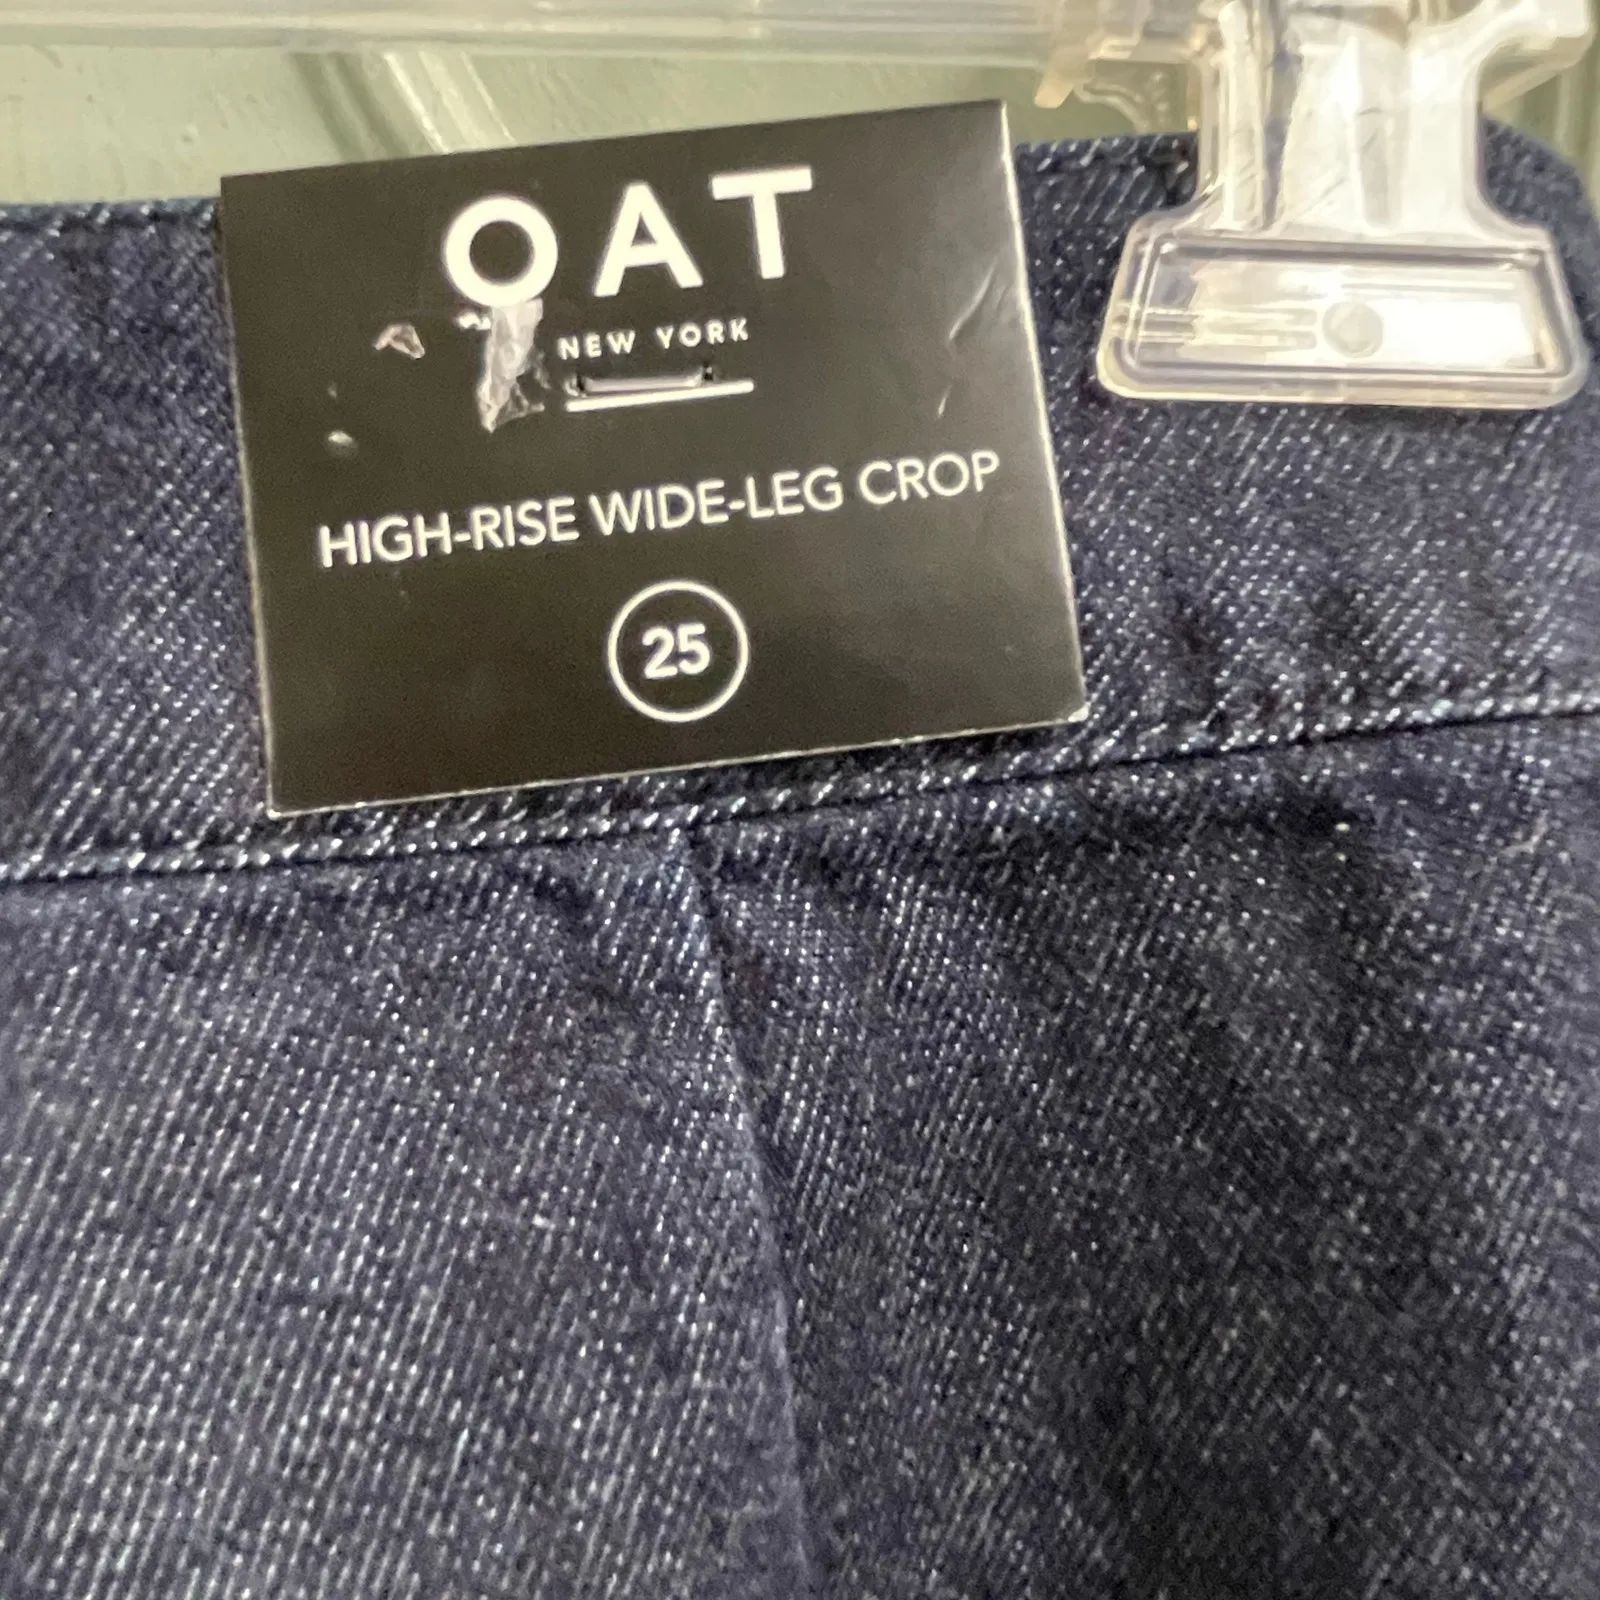 OAT
NEW YORK
HIGH-RISE WIDE-LEG CROP
25